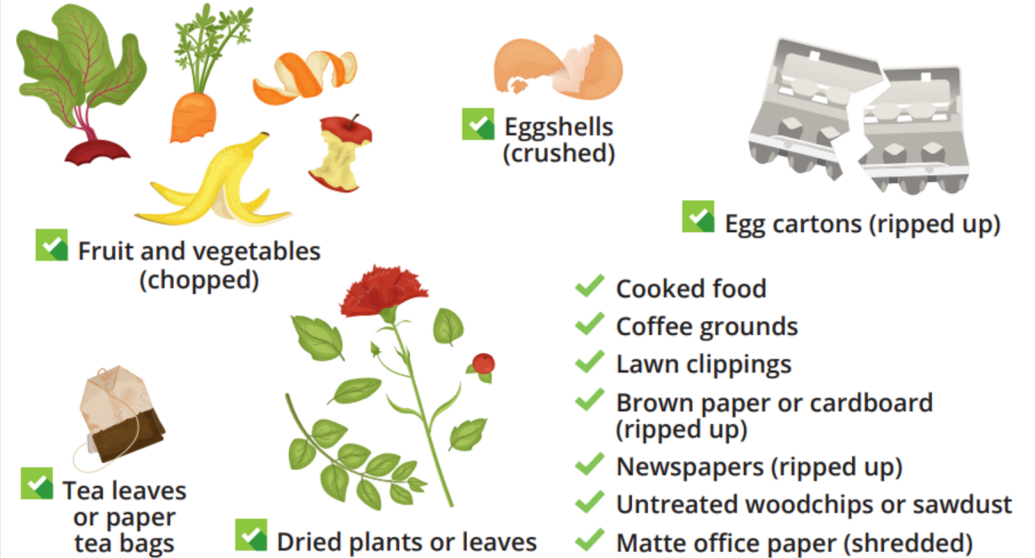 Eggshells
(crushed)
Egg cartons (ripped up)
Fruit and vegetables
(chopped)
Cooked food
Coffee grounds
Lawn clippings
Brown paper or cardboard
(ripped up)
Newspapers (ripped up)
Untreated woodchips or sawdust
Matte office paper (shredded)
Tea leaves
or paper
tea bags
Dried plants or leaves